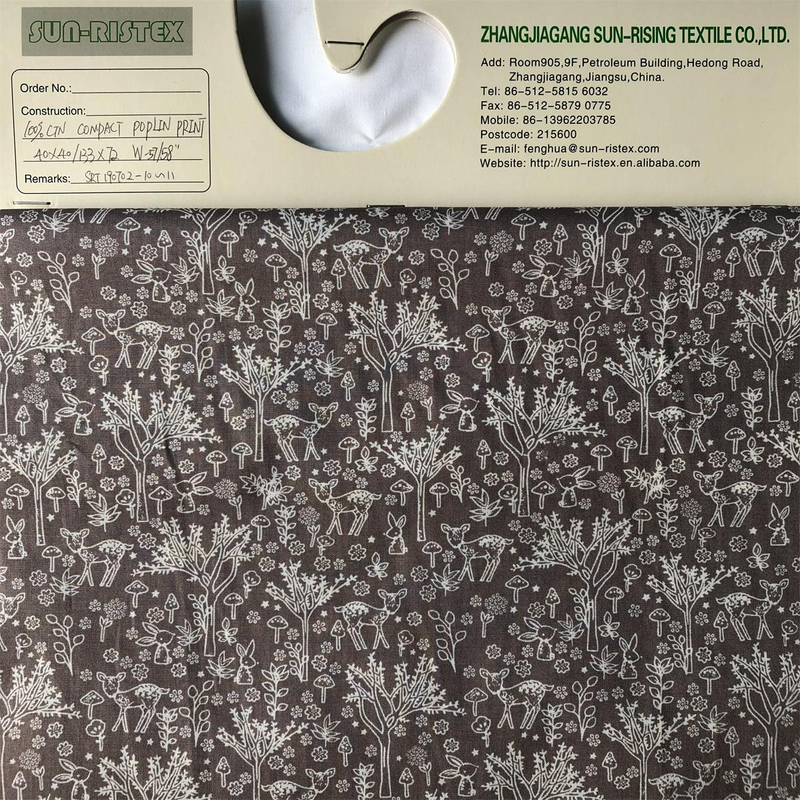 SUN-RISTEX
Order No.:
Construction:
100% CTN COMPACT POPLIN PRINT
40X40/133X72 W-57/58"
Remarks: SRT190702-10~11
ZHANGJIAGANG SUN-RISING TEXTILE CO.,LTD.
Add: Room905,9F,Petroleum Building,Hedong Road,
Zhangjiagang,Jiangsu,China.
Tel: 86-512-5815 6032
Fax: 86-512-5879 0775
Mobile: 86-13962203785
Postcode: 215600
E-mail: fenghua@sun-ristex.com
Website: http://sun-ristex.en.alibaba.com